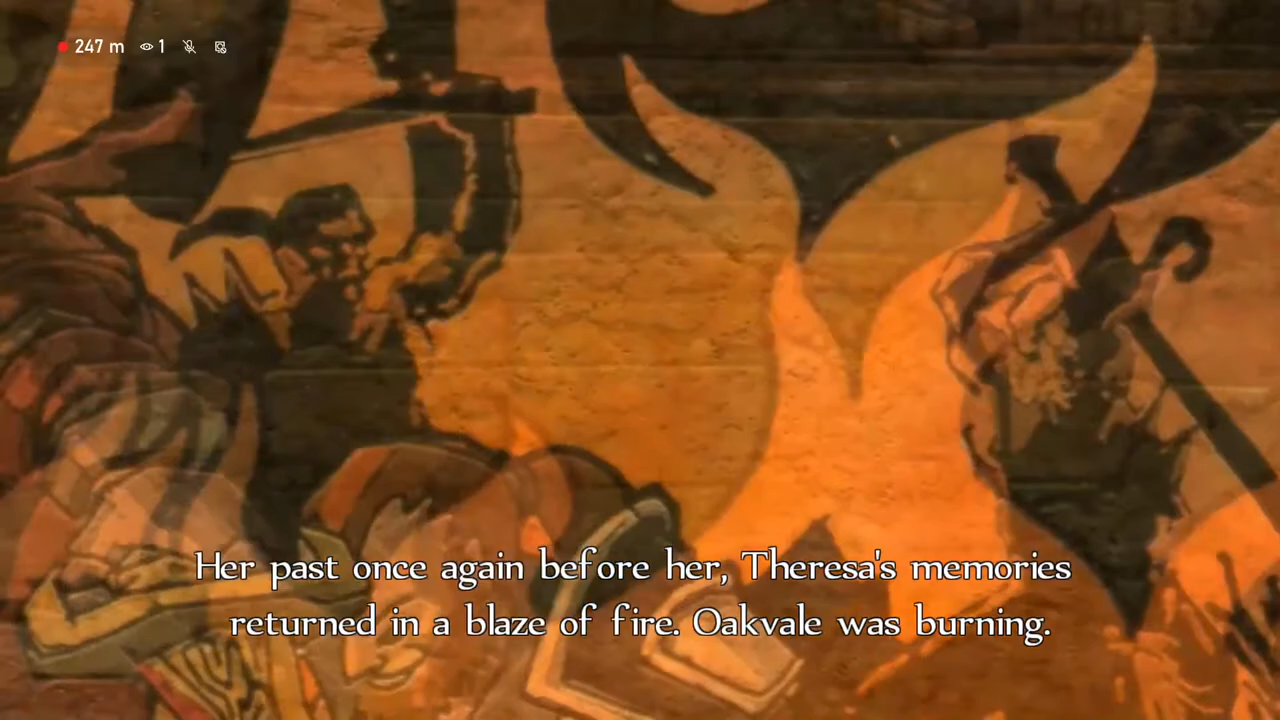 247 m 1
Her past once again before her, Theresa's memories
returned in a blaze of fire. Oakvale was burning.